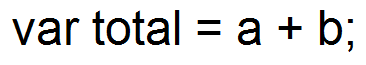 var total = a + b;